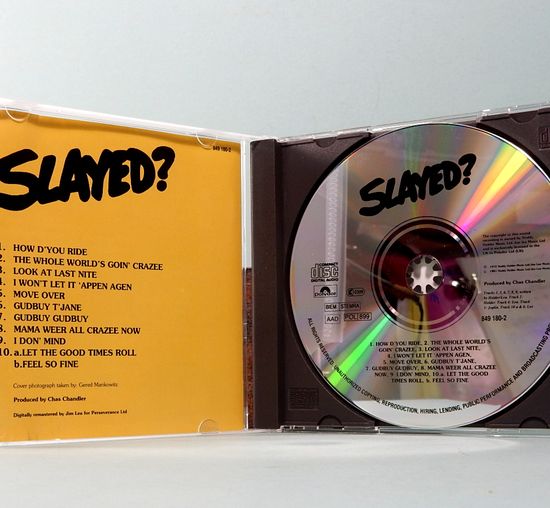 SLAYED?
849 180-2
1. HOW D'YOU RIDE
2. THE WHOLE WORLD'S GOIN' CRAZEE
3. LOOK AT LAST NITE
4. I WON'T LET IT 'APPEN AGEN
5. MOVE OVER
6. GUDBUY T'JANE
7. GUDBUY GUDBUY
8. MAMA WEER ALL CRAZEE NOW
9. I DON' MIND
10. a. LET THE GOOD TIMES ROLL
b. FEEL SO FINE
Cover photograph taken by: Gered Mankowitz
Produced by Chas Chandler
Digitally remastered by Jim Lea for Perseverance Ltd
SLAYED?
COMPACT
disc
DIGITAL AUDIO
Polydor
BIEM STEMRA
AAD POL 899
Produced by Chas Chandler
849 180-2
1. HOW D'YOU RIDE, 2. THE WHOLE WORLD'S
GOIN' CRAZEE, 3. LOOK AT LAST NITE,
4. I WON'T LET IT 'APPEN AGEN,
5. MOVE OVER, 6. GUDBUY T'JANE,
7. GUDBUY GUDBUY, 8. MAMA WEER ALL CRAZEE
NOW, 9. I DON' MIND, 10. a. LET THE GOOD
TIMES ROLL, b. FEEL SO FINE
ALL RIGHTS RESERVED. UNAUTHORIZED COPYING, REPRODUCTION, HIRING, LENDING, PUBLIC PERFORMANCE AND BROADCASTING